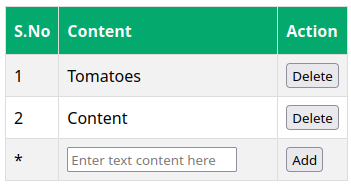 S.No Content Action
1 Tomatoes Delete
2 Content Delete
* Enter text content here Add